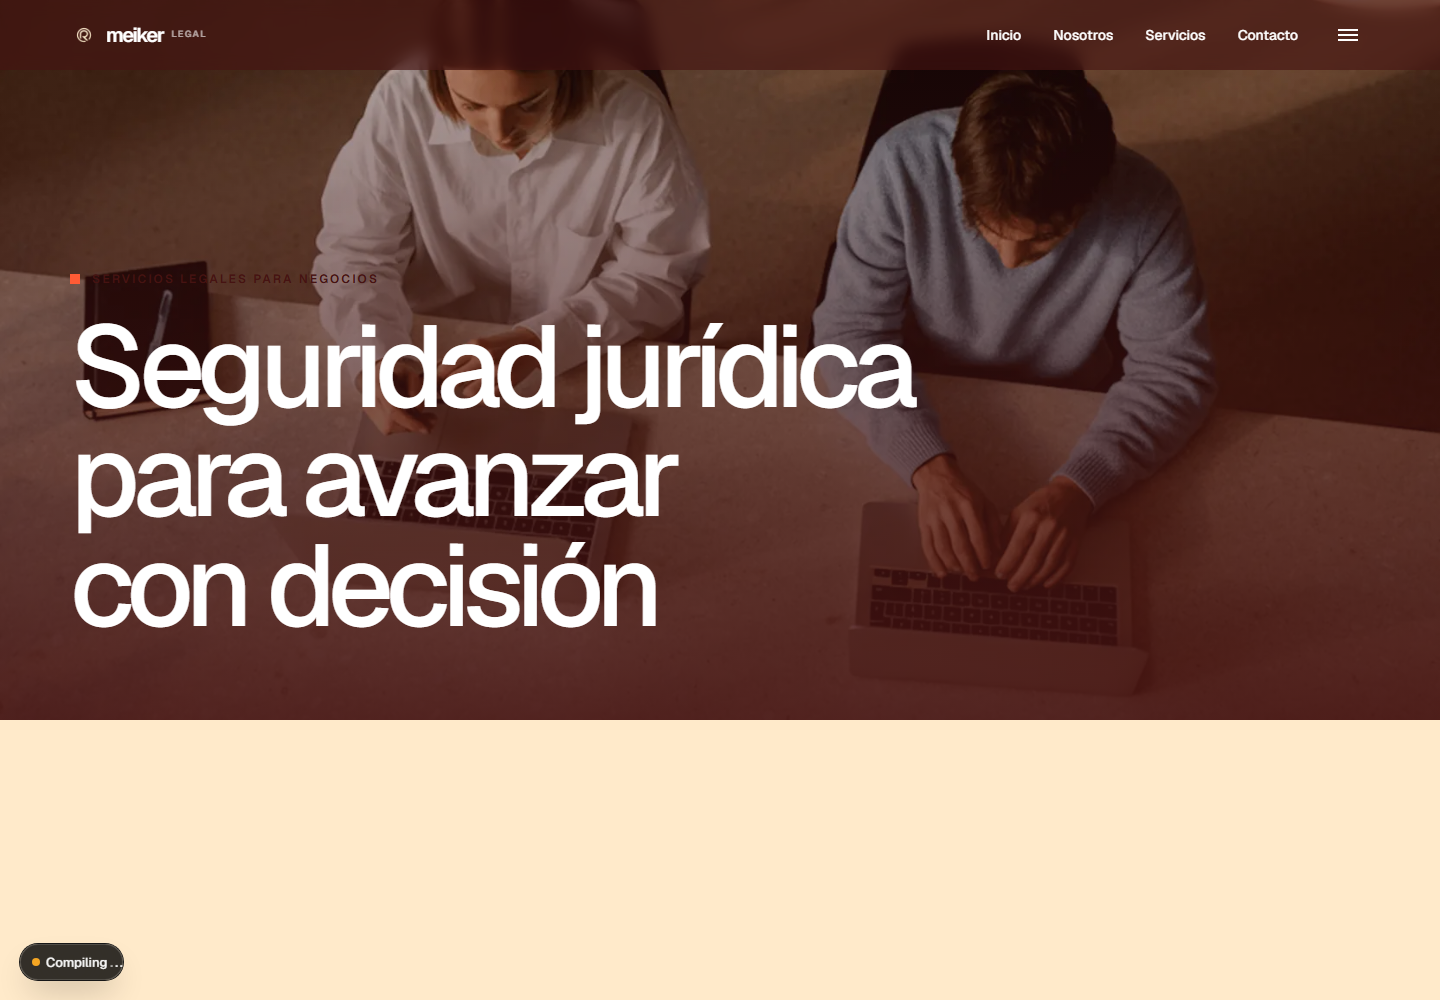 meiker LEGAL
Inicio Nosotros Servicios Contacto
SERVICIOS LEGALES PARA NEGOCIOS
Seguridad jurídica
para avanzar
con decisión
Compiling ...